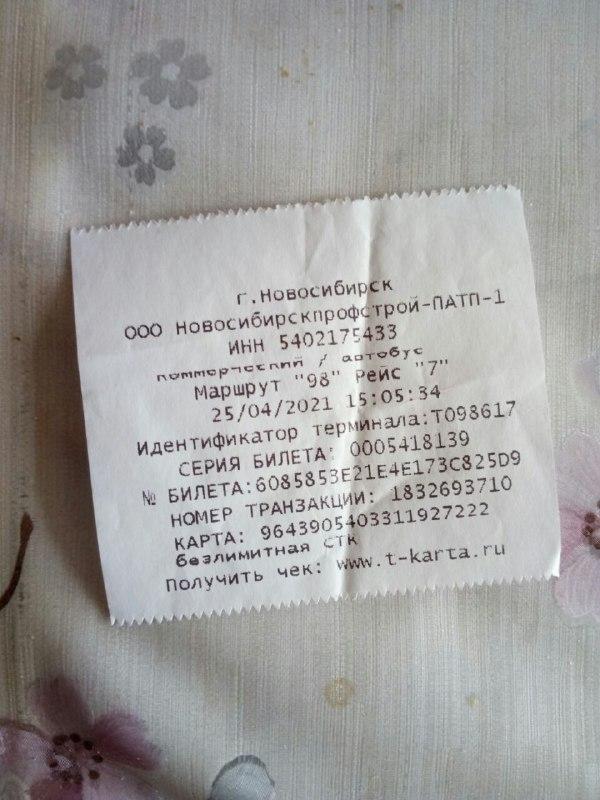 г.Новосибирск
ООО Новосибирскпрофстрой-ПАТП-1
ИНН 5402175433
коммерческий / автобус
Маршрут "98" Рейс "7"
25/04/2021 15:05:34
Идентификатор терминала:Т098617
СЕРИЯ БИЛЕТА: 0005418139
№ БИЛЕТА:6085853E21E4E173C825D9
НОМЕР ТРАНЗАКЦИИ: 1832693710
КАРТА: 9643905403311927222
безлимитная СТК
Получить чек: www.t-karta.ru